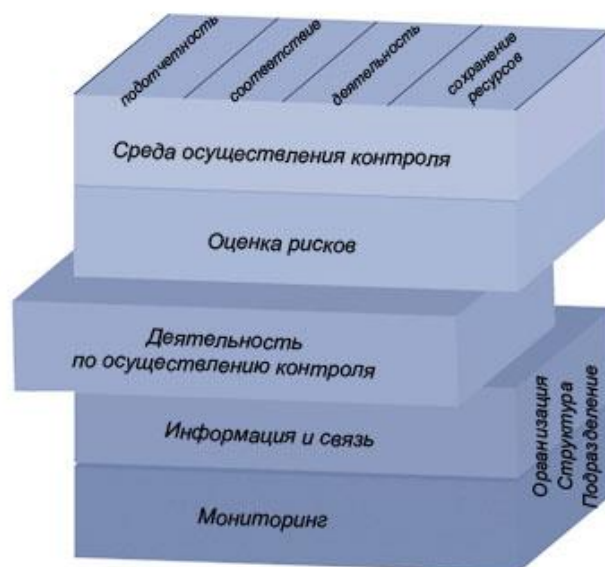 подотчетность
соответствие
деятельность
сохранение
ресурсов
Среда осуществления контроля
Оценка рисков
Деятельность
по осуществлению контроля
Информация и связь
Мониторинг
Организация
Структура
Подразделение